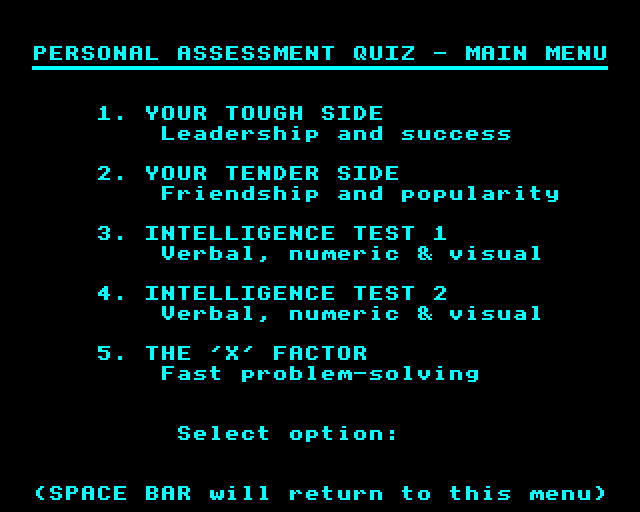 PERSONAL ASSESSMENT QUIZ - MAIN MENU
1. YOUR TOUGH SIDE
Leadership and success
2. YOUR TENDER SIDE
Friendship and popularity
3. INTELLIGENCE TEST 1
Verbal, numeric & visual
4. INTELLIGENCE TEST 2
Verbal, numeric & visual
5. THE 'X' FACTOR
Fast problem-solving
Select option:
(SPACE BAR will return to this menu)